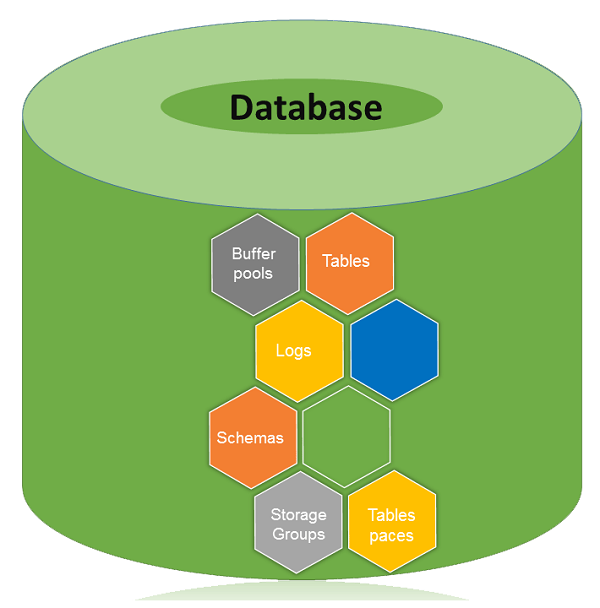 Database
Buffer
pools
Tables
Logs
Schemas
Storage
Groups
Tables
paces